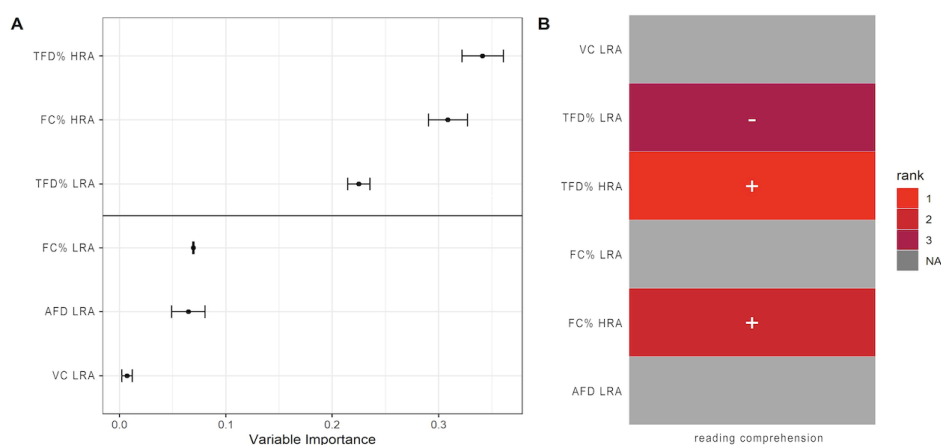 A
TFD% HRA
FC% HRA
TFD% LRA
FC% LRA
AFD LRA
VC LRA
0.0 0.1 0.2 0.3
Variable Importance
B
VC LRA
TFD% LRA
TFD% HRA
FC% LRA
FC% HRA
AFD LRA
-
+
+
reading comprehension
rank
1
2
3
NA